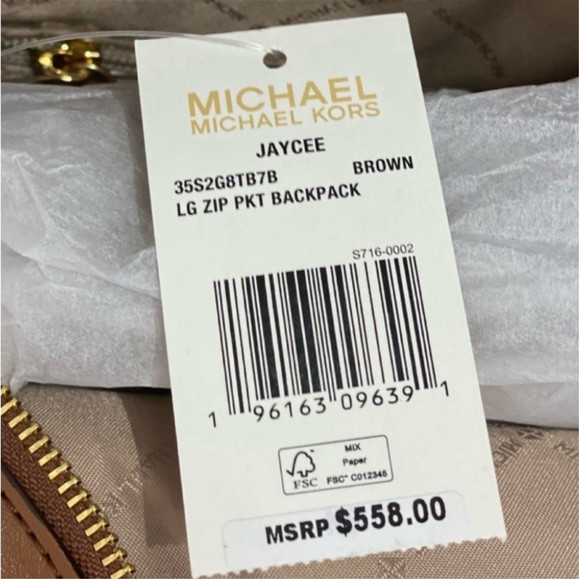 MICHAEL
MICHAEL KORS
JAYCEE
35S2G8TB7B BROWN
LG ZIP PKT BACKPACK
S716-0002
1 96163 09639 1
FSC
MIX
Paper
FSC™ C012345
MSRP $558.00